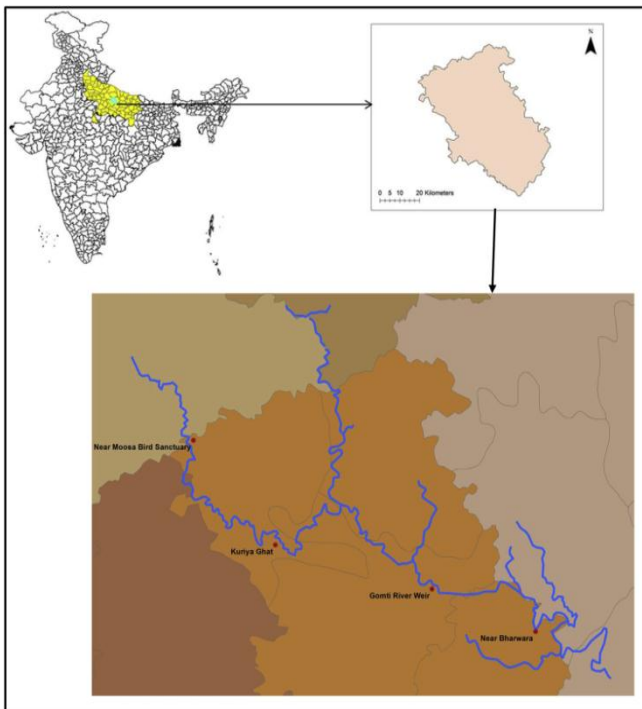 N
0 5 10 20 Kilometers
Near Moosa Bird Sanctuary
Kuriya Ghat
Gomti River Weir
Near Bharwara